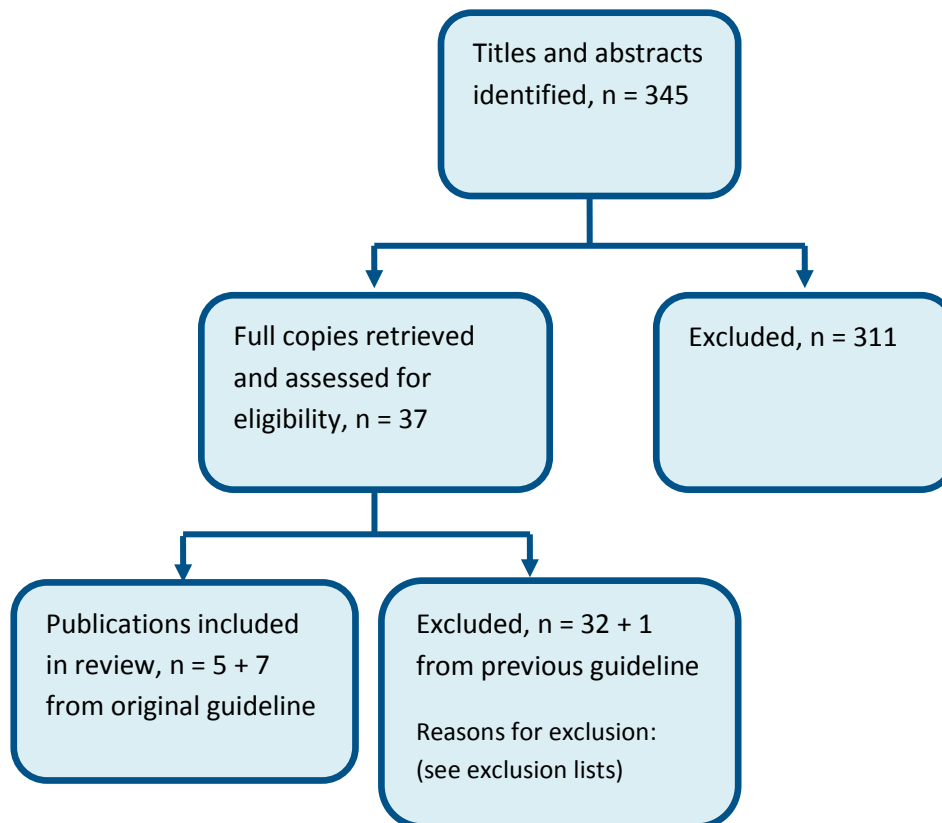 Titles and abstracts
identified, n = 345
Full copies retrieved
and assessed for
eligibility, n = 37
Excluded, n = 311
Publications included
in review, n = 5 + 7
from original guideline
Excluded, n = 32 + 1
from previous guideline
Reasons for exclusion:
(see exclusion lists)